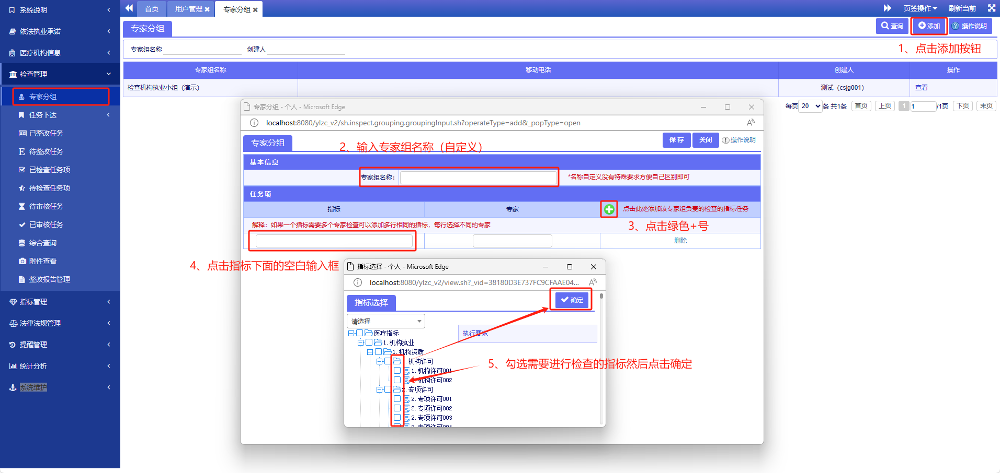 系统说明
依法执业承诺
医疗机构信息
检查管理
专家分组
任务下达
已整改任务
待整改任务
已检查任务项
待检查任务项
待审核任务
已审核任务
综合查询
附件查看
整改报告管理
指标管理
法律法规管理
提醒管理
统计分析
系统维护
首页 用户管理 专家分组 页签操作 刷新当前
专家分组 查询 添加 操作说明
专家组名称 创建人 1、点击添加按钮
专家组名称 移动电话 创建人 操作
检查机构执业小组（演示） 测试（csjg001） 查看
每页 20 条 共1条 首页 上页 1 1 /1页 下页 末页
专家分组 - 个人 - Microsoft Edge
localhost:8080/ylzc_v2/sh.inspect.grouping.groupingInput.sh?operateType=add&_popType=open
专家分组 2、输入专家组名称（自定义） 保存 关闭 操作说明
基本信息
专家组名称： *名称自定义没有特殊要求方便自己区别即可
任务项
指标 专家 点击此处添加该专家组负责的检查的指标任务
解释：如果一个指标需要多个专家检查可以添加多行相同的指标，每行选择不同的专家
3、点击绿色+号
删除
4、点击指标下面的空白输入框
指标选择 - 个人 - Microsoft Edge
localhost:8080/ylzc_v2/view.sh?_vid=38180D3E737FC9CFAAE04...
指标选择 确定
请选择
医疗指标 执行要求
1. 机构执业
1. 机构资质
. 机构许可
1. 机构许可001
机构许可002
5、勾选需要进行检查的指标然后点击确定
2. 专项许可
2. 专项许可001
2. 专项许可002
2. 专项许可003
2. 专项许可004